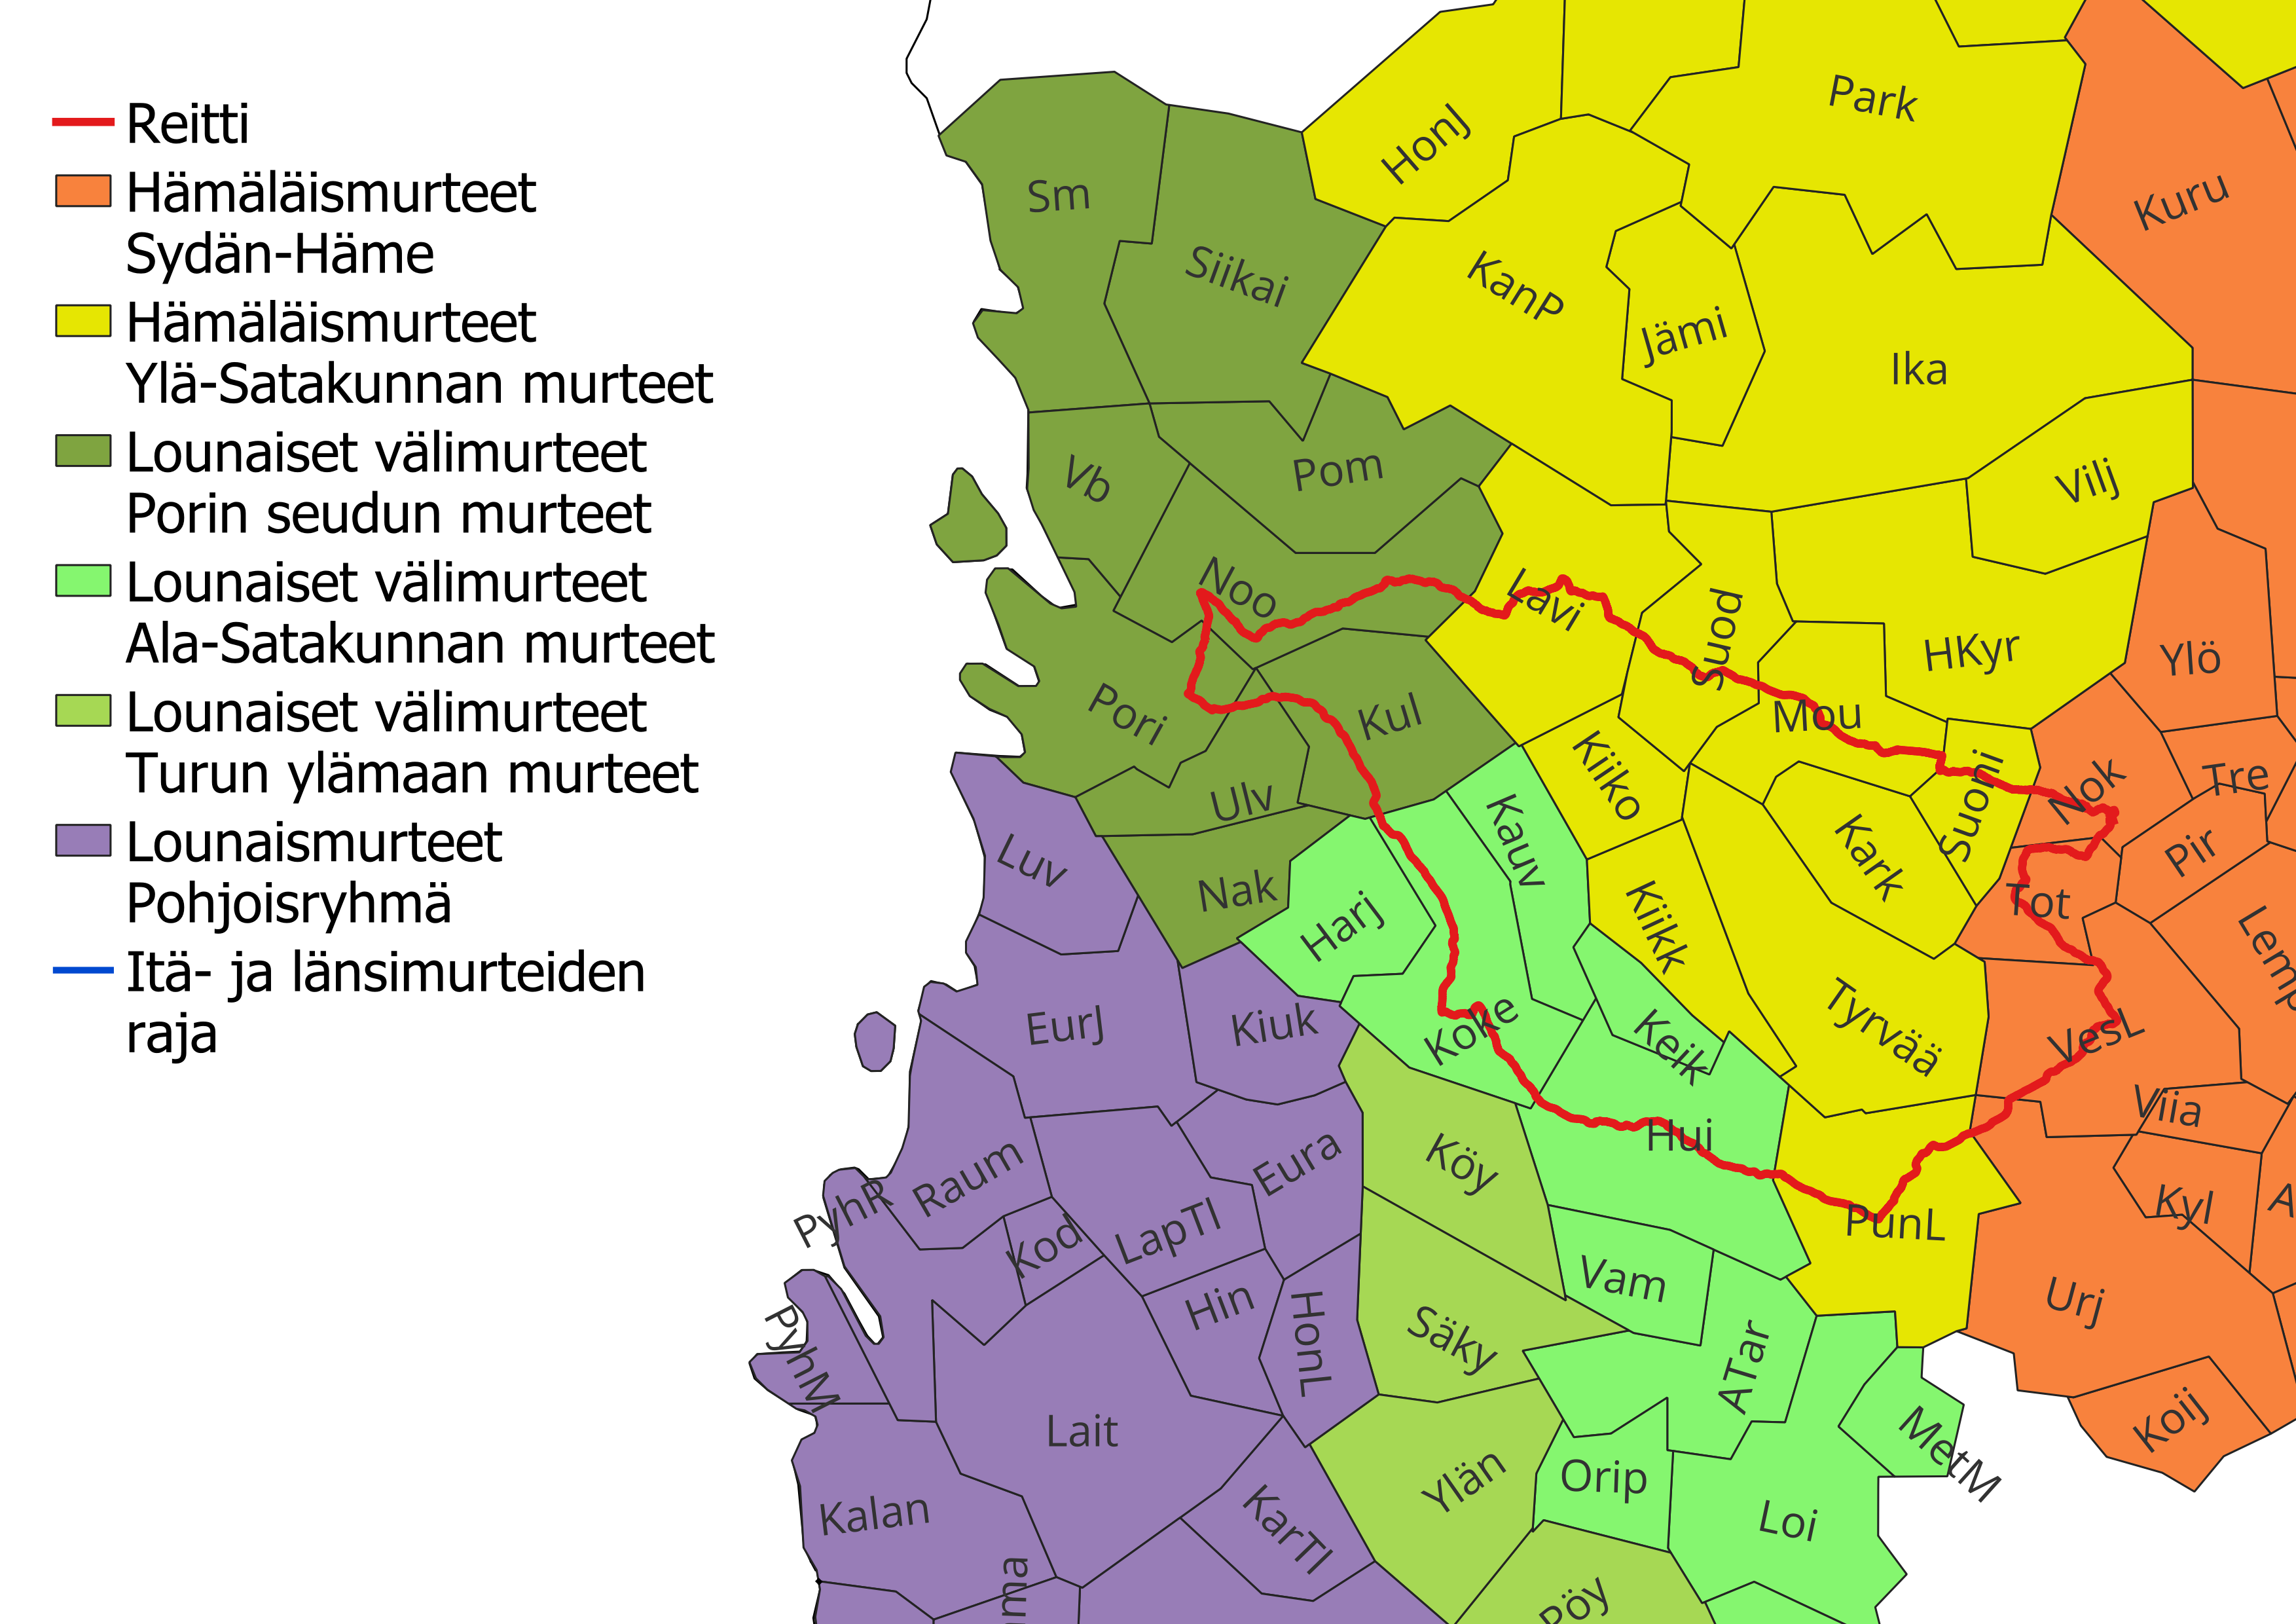 Reitti
Hämäläismurteet
Sydän-Häme
Hämäläismurteet
Ylä-Satakunnan murteet
Lounaiset välimurteet
Porin seudun murteet
Lounaiset välimurteet
Ala-Satakunnan murteet
Lounaiset välimurteet
Turun ylämaan murteet
Lounaismurteet
Pohjoisryhmä
Itä- ja länsimurteiden
raja
Park
HonJ
Kuru
Sm
Siikai
KanP
Jämi
Ika
Vb
Pom
Vilj
Noo
Lavi
Suod
HKyr
Ylö
Pori
Kul
Mou
Kiiko
Suoni
Nok
Tre
Ulv
Luv
Nak
Kauv
Kark
Pir
Harj
Kiikk
Tot
Lemp
EurJ
Kiuk
Koke
Keik
Tyrvää
VesL
Viia
Hui
Köy
Eura
Raum
PyhR
Kod
LapTl
PunL
Kyl
A
Hin
HonL
Vam
Urj
PyhM
Säky
ATar
Lait
MetM
Koij
Kalan
KarTl
Ylän
Orip
Loi
ma
Pöy